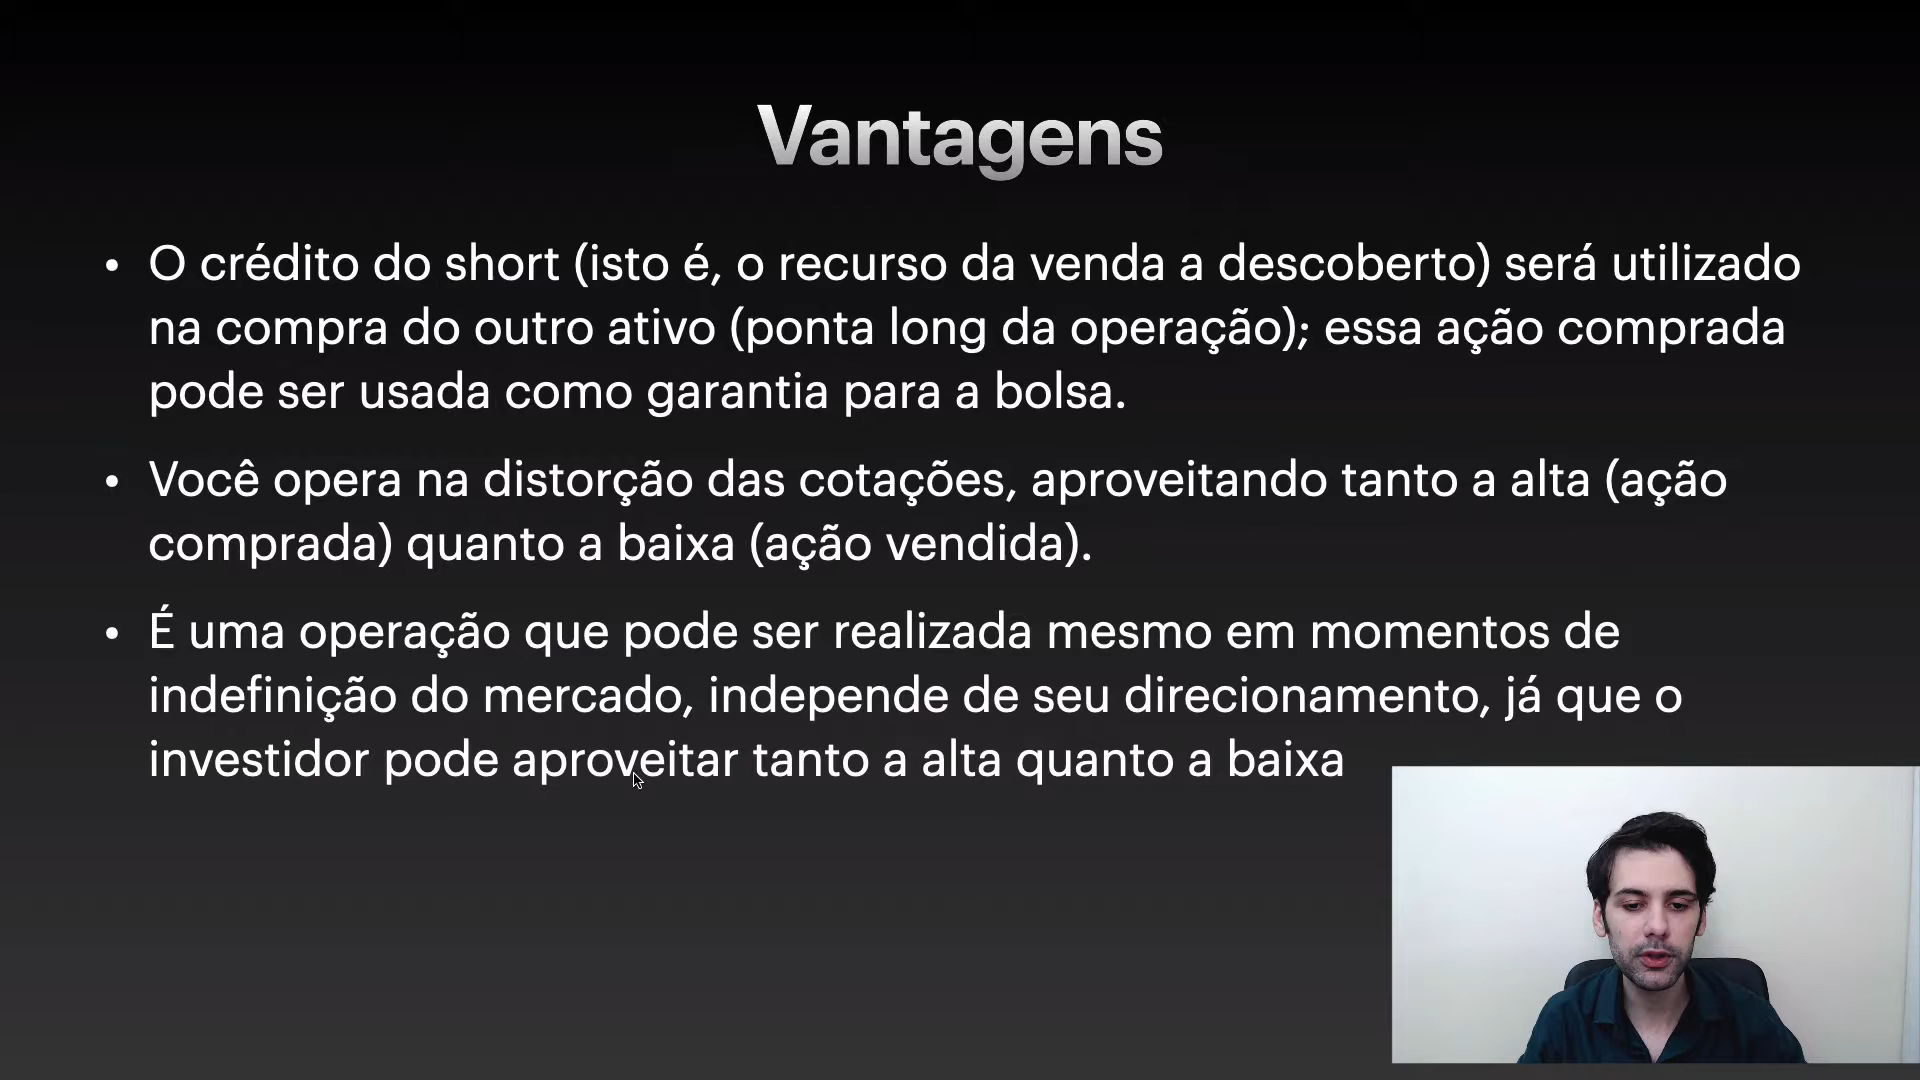 Vantagens
• O crédito do short (isto é, o recurso da venda a descoberto) será utilizado
na compra do outro ativo (ponta long da operação); essa ação comprada
pode ser usada como garantia para a bolsa.
• Você opera na distorção das cotações, aproveitando tanto a alta (ação
comprada) quanto a baixa (ação vendida).
• É uma operação que pode ser realizada mesmo em momentos de
indefinição do mercado, independe de seu direcionamento, já que o
investidor pode aproveitar tanto a alta quanto a baixa